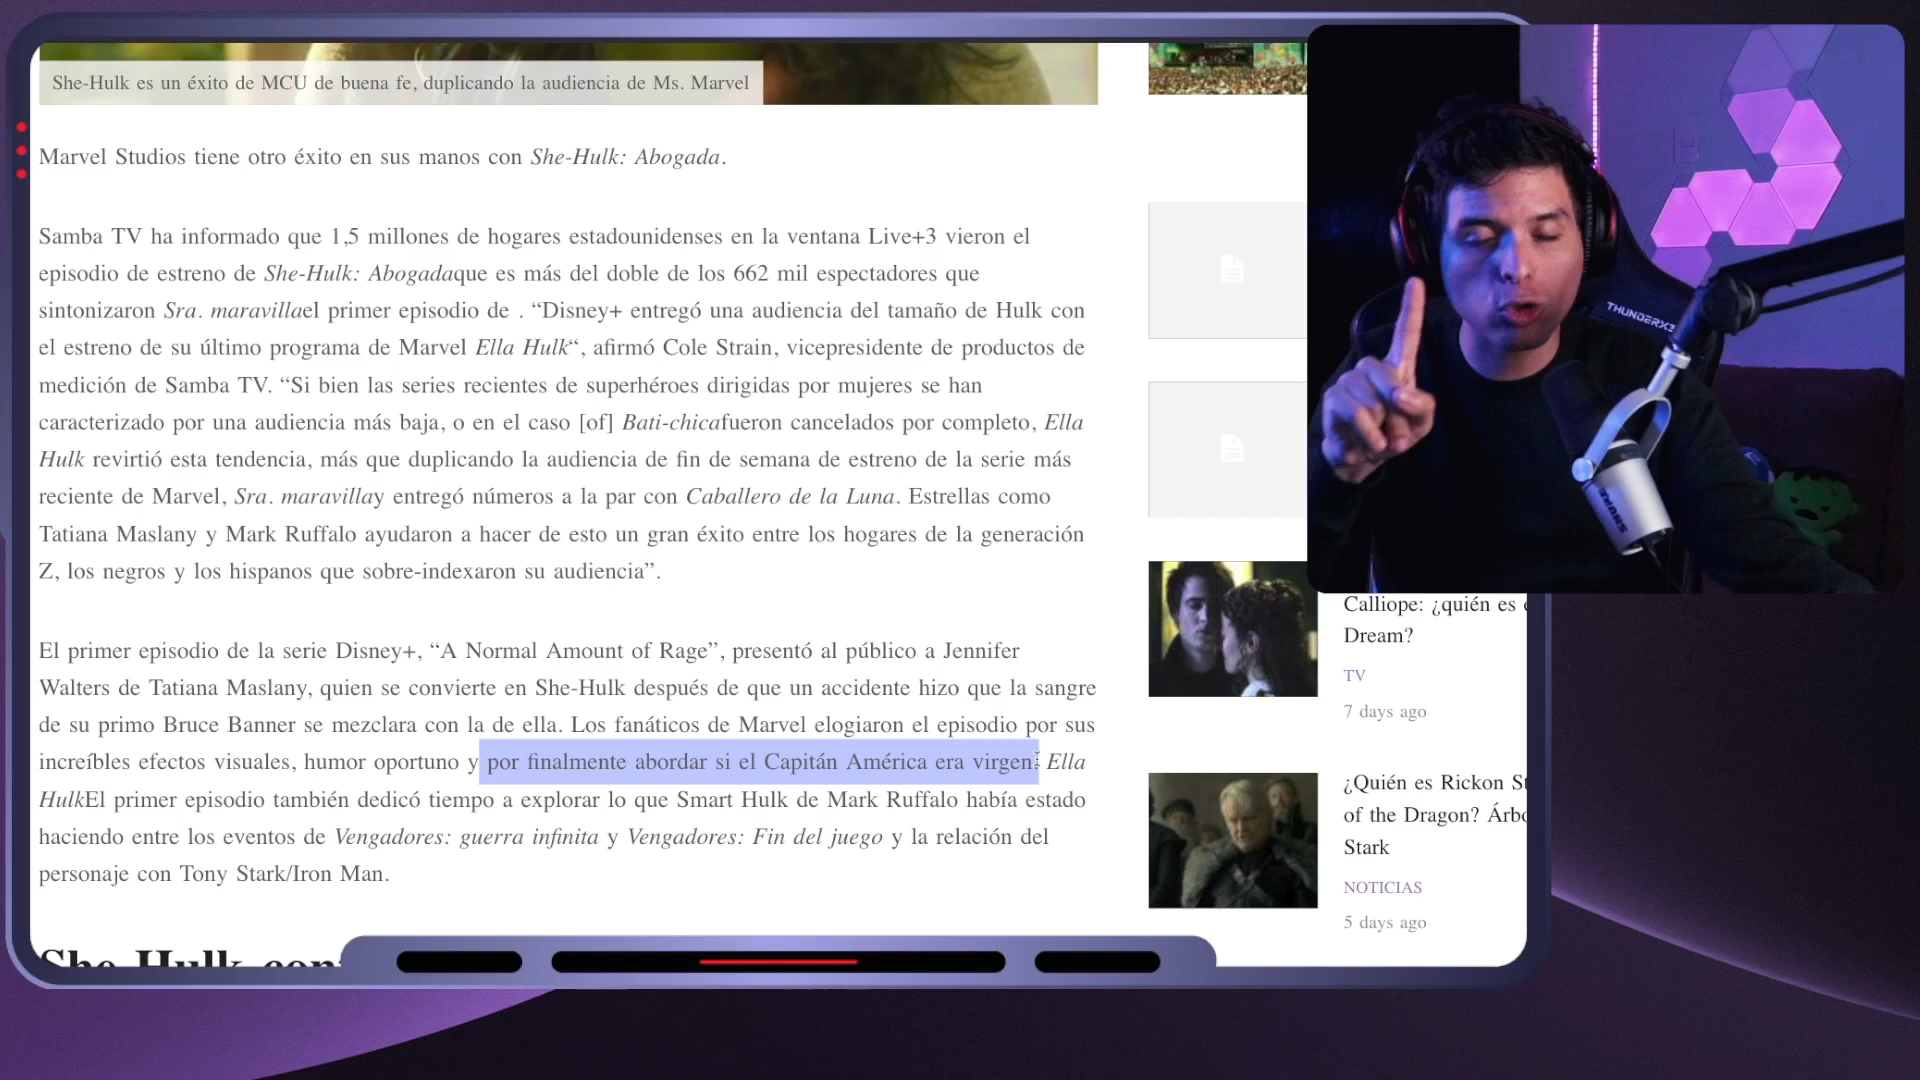 She-Hulk es un éxito de MCU de buena fe, duplicando la audiencia de Ms. Marvel
Marvel Studios tiene otro éxito en sus manos con She-Hulk: Abogada.
Samba TV ha informado que 1,5 millones de hogares estadounidenses en la ventana Live+3 vieron el
episodio de estreno de She-Hulk: Abogadaque es más del doble de los 662 mil espectadores que
sintonizaron Sra. maravillael primer episodio de . “Disney+ entregó una audiencia del tamaño de Hulk con
el estreno de su último programa de Marvel Ella Hulk“, afirmó Cole Strain, vicepresidente de productos de
medición de Samba TV. “Si bien las series recientes de superhéroes dirigidas por mujeres se han
caracterizado por una audiencia más baja, o en el caso [of] Bati-chicafueron cancelados por completo, Ella
Hulk revirtió esta tendencia, más que duplicando la audiencia de fin de semana de estreno de la serie más
reciente de Marvel, Sra. maravillay entregó números a la par con Caballero de la Luna. Estrellas como
Tatiana Maslany y Mark Ruffalo ayudaron a hacer de esto un gran éxito entre los hogares de la generación
Z, los negros y los hispanos que sobre-indexaron su audiencia”.
El primer episodio de la serie Disney+, “A Normal Amount of Rage”, presentó al público a Jennifer
Walters de Tatiana Maslany, quien se convierte en She-Hulk después de que un accidente hizo que la sangre
de su primo Bruce Banner se mezclara con la de ella. Los fanáticos de Marvel elogiaron el episodio por sus
increíbles efectos visuales, humor oportuno y por finalmente abordar si el Capitán América era virgen. Ella
HulkEl primer episodio también dedicó tiempo a explorar lo que Smart Hulk de Mark Ruffalo había estado
haciendo entre los eventos de Vengadores: guerra infinita y Vengadores: Fin del juego y la relación del
personaje con Tony Stark/Iron Man.
She-Hulk
THUNDERX3
SHURE
Calliope: ¿quién es
Dream?
TV
7 days ago
¿Quién es Rickon
of the Dragon?
Stark
NOTICIAS
5 days ago